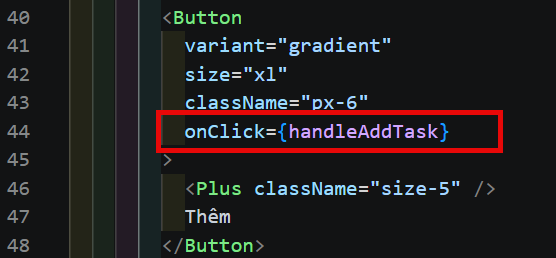 40 <Button
41 variant="gradient"
42 size="xl"
43 className="px-6"
44 onClick={handleAddTask}
45 >
46 <Plus className="size-5" />
47 Thêm
48 </Button>